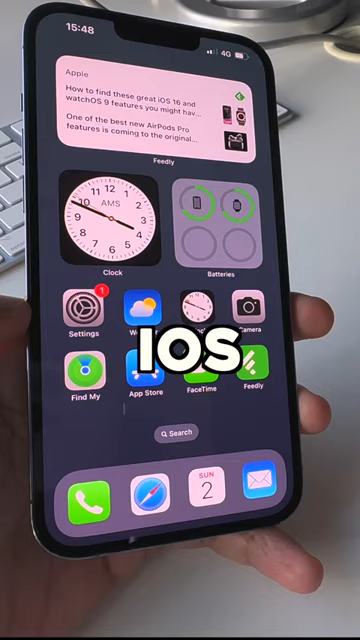 15:48
4G
Apple
How to find these great iOS 16 and
watchOS 9 features you might hav...
One of the best new AirPods Pro
features is coming to the original...
Feedly
12
1
2
3
4
5
6
7
8
9
10
11
AMS
Clock
Batteries
1
Settings
Camera
IOS
Find My
App Store
FaceTime
Feedly
Search
SUN
2